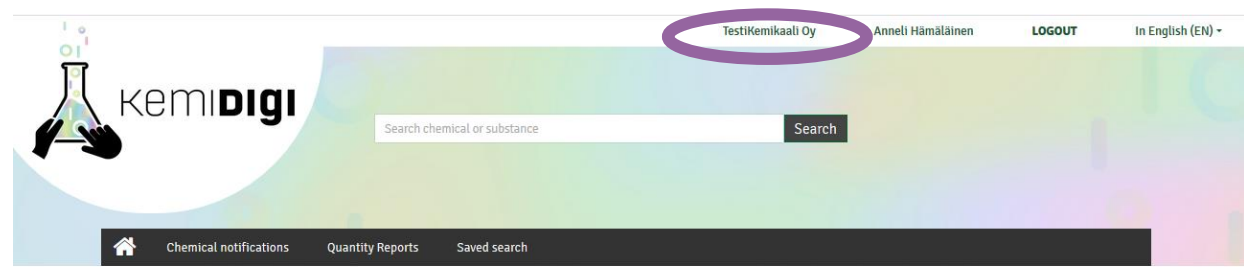 TestiKemikaali Oy Anneli Hämäläinen LOGOUT In English (EN)
KemiDIGI
Search chemical or substance Search
Chemical notifications Quantity Reports Saved search